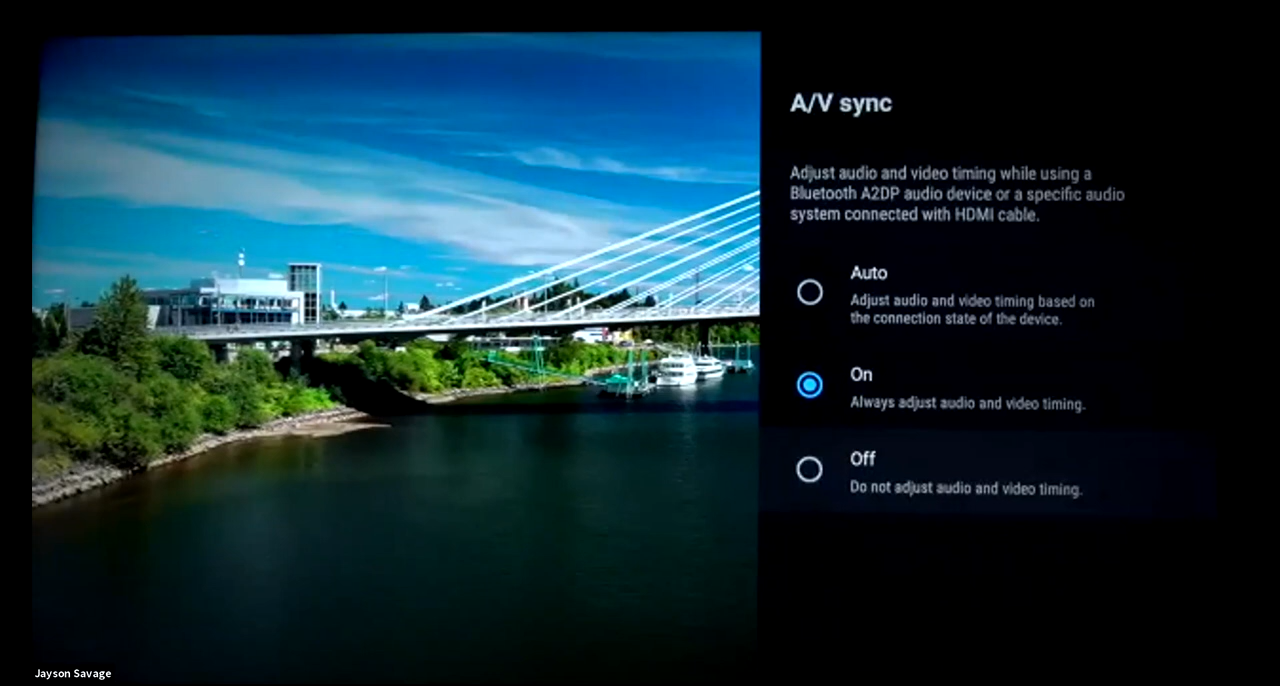 A/V sync
Adjust audio and video timing while using a
Bluetooth A2DP audio device or a specific audio
system connected with HDMI cable.
Auto
Adjust audio and video timing based on
the connection state of the device.
On
Always adjust audio and video timing.
Off
Do not adjust audio and video timing.
Jayson Savage